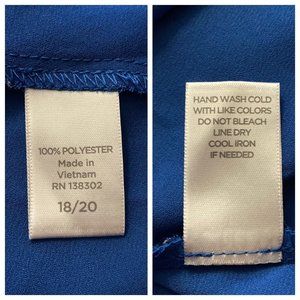 100% POLYESTER
Made in
Vietnam
RN 138302
18/20
HAND WASH COLD
WITH LIKE COLORS
DO NOT BLEACH
LINE DRY
COOL IRON
IF NEEDED